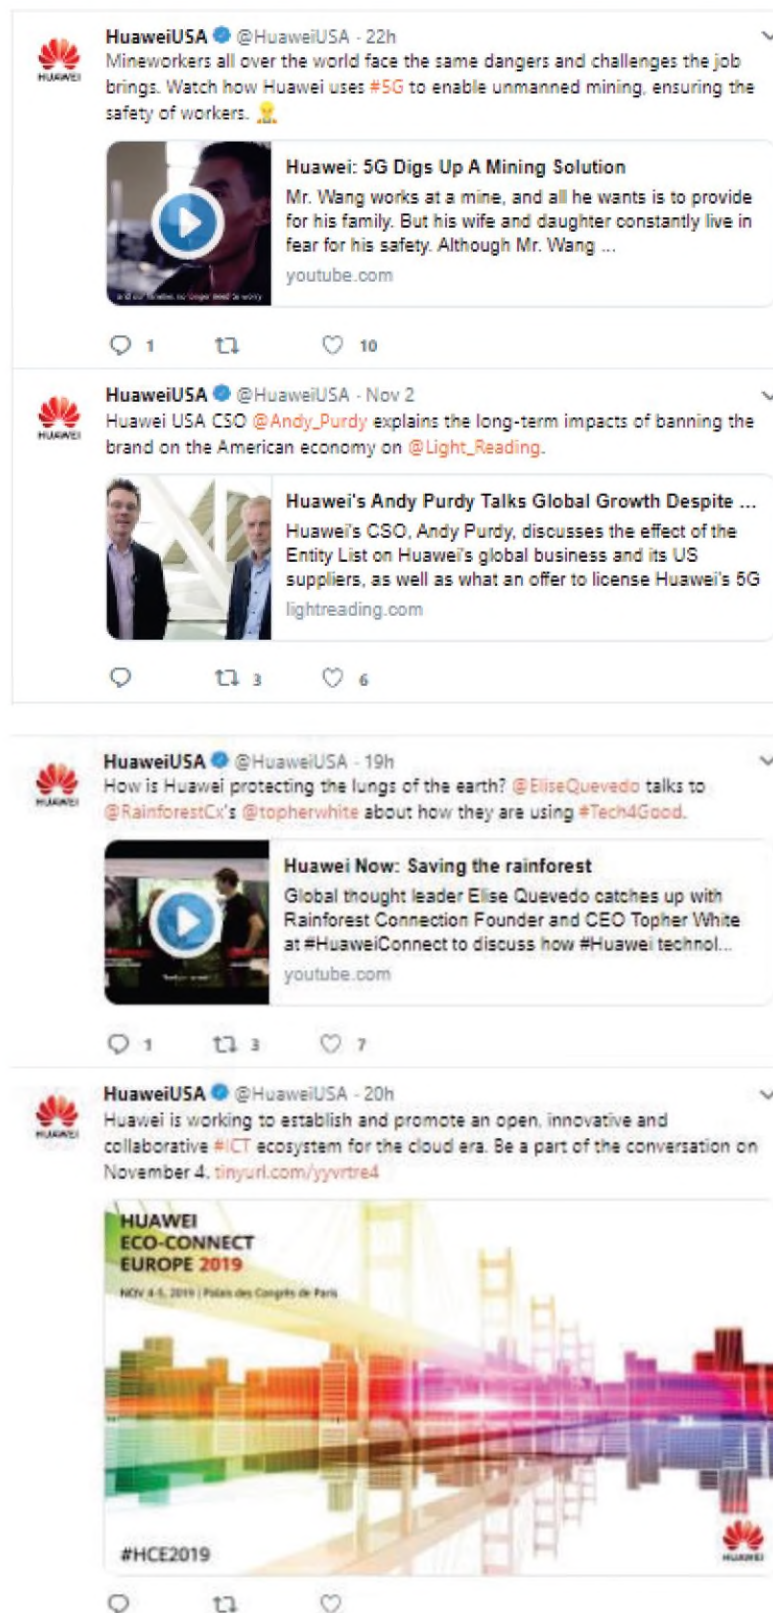 HuaweiUSA @HuaweiUSA · 22h
Mineworkers all over the world face the same dangers and challenges the job
brings. Watch how Huawei uses #5G to enable unmanned mining, ensuring the
safety of workers.
HUAWEI
Huawei: 5G Digs Up A Mining Solution
Mr. Wang works at a mine, and all he wants is to provide
for his family. But his wife and daughter constantly live in
fear for his safety. Although Mr. Wang ...
youtube.com
and our families no longer need to worry
1 10
HuaweiUSA @HuaweiUSA · Nov 2
Huawei USA CSO @Andy_Purdy explains the long-term impacts of banning the
brand on the American economy on @Light_Reading.
HUAWEI
Huawei's Andy Purdy Talks Global Growth Despite ...
Huawei's CSO, Andy Purdy, discusses the effect of the
Entity List on Huawei's global business and its US
suppliers, as well as what an offer to license Huawei's 5G
lightreading.com
3 6
HuaweiUSA @HuaweiUSA · 19h
How is Huawei protecting the lungs of the earth? @EliseQuevedo talks to
@RainforestCx's @topherwhite about how they are using #Tech4Good.
HUAWEI
Huawei Now: Saving the rainforest
Global thought leader Elise Quevedo catches up with
Rainforest Connection Founder and CEO Topher White
at #HuaweiConnect to discuss how #Huawei technol...
youtube.com
1 3 7
HuaweiUSA @HuaweiUSA · 20h
Huawei is working to establish and promote an open, innovative and
collaborative #ICT ecosystem for the cloud era. Be a part of the conversation on
November 4. tinyurl.com/yyvrtre4
HUAWEI
HUAWEI
ECO-CONNECT
EUROPE 2019
NOV 4-5, 2019 | Palais des Congrès de Paris
#HCE2019
HUAWEI